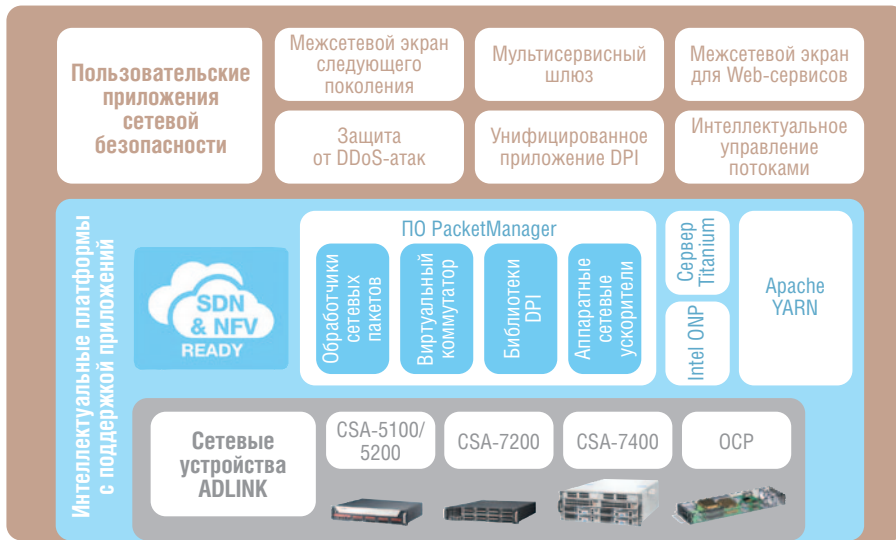 Пользовательские
приложения
сетевой
безопасности
Межсетевой экран
следующего
поколения
Мультисервисный
шлюз
Межсетевой экран
для Web-сервисов
Защита
от DDoS-атак
Унифицированное
приложение DPI
Интеллектуальное
управление
потоками
Интеллектуальные платформы
с поддержкой приложений
SDN
& NFV
READY
ПО PacketManager
Обработчики
сетевых
пакетов
Виртуальный
коммутатор
Библиотеки
DPI
Аппаратные
сетевые
ускорители
Сервер
Titanium
Intel ONP
Apache
YARN
Сетевые
устройства
ADLINK
CSA-5100/
5200
CSA-7200
CSA-7400
OCP